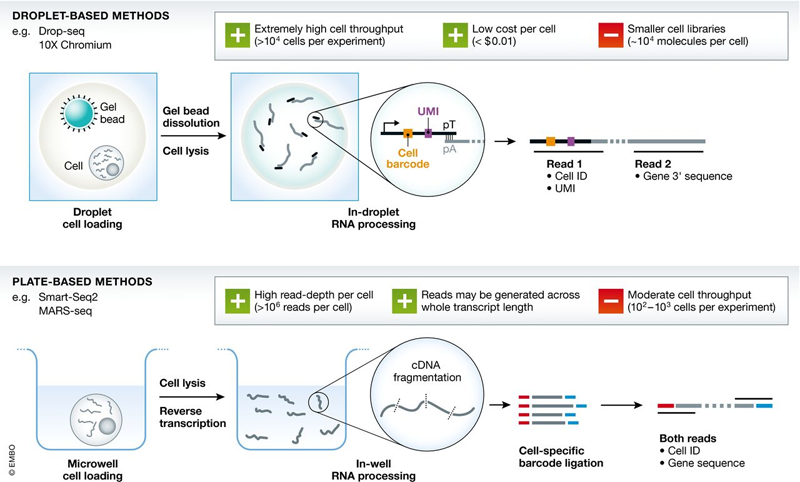 DROPLET-BASED METHODS
e.g. Drop-seq
10X Chromium
+ Extremely high cell throughput
(>10⁴ cells per experiment)
+ Low cost per cell
(< $0.01)
− Smaller cell libraries
(~10⁴ molecules per cell)
Gel
bead
Cell
Droplet
cell loading
Gel bead
dissolution
Cell lysis
In-droplet
RNA processing
UMI
pT
pA
Cell
barcode
Read 1
• Cell ID
• UMI
Read 2
• Gene 3' sequence
PLATE-BASED METHODS
e.g. Smart-Seq2
MARS-seq
+ High read-depth per cell
(>10⁶ reads per cell)
+ Reads may be generated across
whole transcript length
− Moderate cell throughput
(10²–10³ cells per experiment)
Microwell
cell loading
Cell lysis
Reverse
transcription
In-well
RNA processing
cDNA
fragmentation
Cell-specific
barcode ligation
Both reads
• Cell ID
• Gene sequence
© EMBO